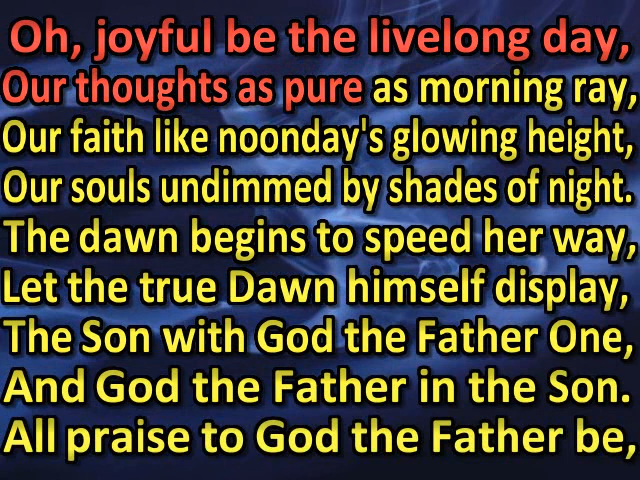 Oh, joyful be the livelong day,
Our thoughts as pure as morning ray,
Our faith like noonday's glowing height,
Our souls undimmed by shades of night.
The dawn begins to speed her way,
Let the true Dawn himself display,
The Son with God the Father One,
And God the Father in the Son.
All praise to God the Father be,